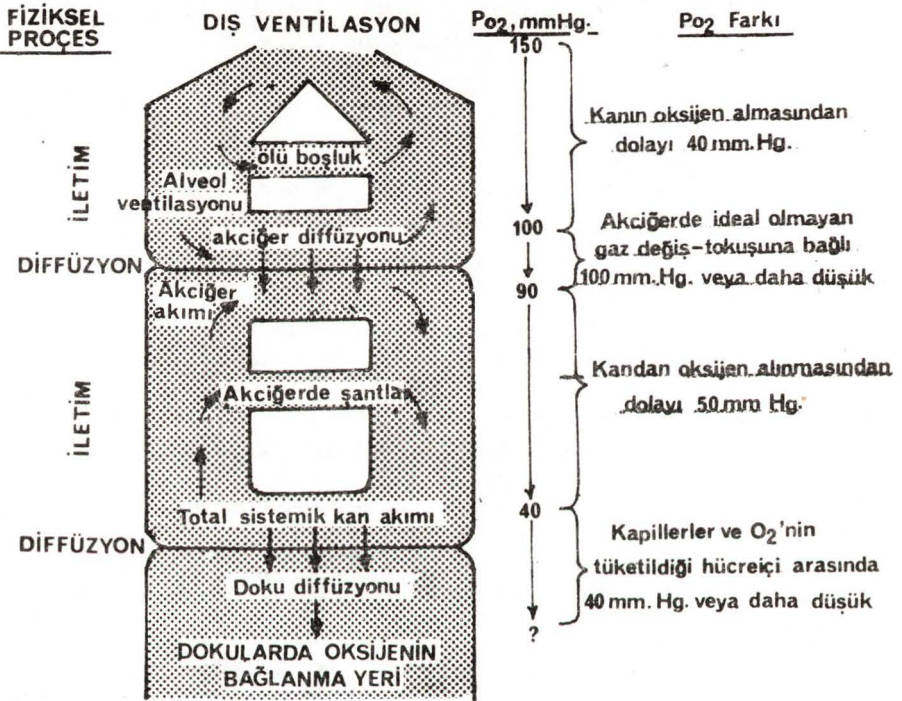 FİZİKSEL
PROÇES
DIŞ VENTİLASYON
Po2, mmHg.
Po2 Farkı
150
Kanın oksijen almasından
dolayı 40 mm. Hg.
İLETİM
ölü boşluk
Alveol
ventilasyonu
100
akciğer diffüzyonu
Akciğerde ideal olmayan
gaz değiş-tokuşuna bağlı
100 mm. Hg. veya daha düşük
DİFFÜZYON
90
Akciğer
akımı
İLETİM
Akciğerde şantlar
Kandan oksijen alınmasından
dolayı 50 mm Hg.
40
Total sistemik kan akımı
DİFFÜZYON
Kapillerler ve O2'nin
tüketildiği hücreiçi arasında
40 mm. Hg. veya daha düşük
Doku diffüzyonu
?
DOKULARDA OKSİJENİN
BAĞLANMA YERİ